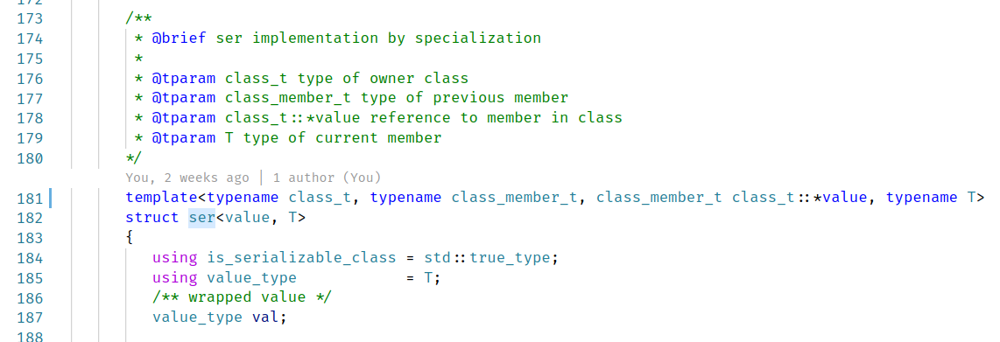 172
173 /**
174 * @brief ser implementation by specialization
175 *
176 * @tparam class_t type of owner class
177 * @tparam class_member_t type of previous member
178 * @tparam class_t::*value reference to member in class
179 * @tparam T type of current member
180 */
You, 2 weeks ago | 1 author (You)
181 template<typename class_t, typename class_member_t, class_member_t class_t::*value, typename T>
182 struct ser<value, T>
183 {
184 using is_serializable_class = std::true_type;
185 using value_type = T;
186 /** wrapped value */
187 value_type val;
188